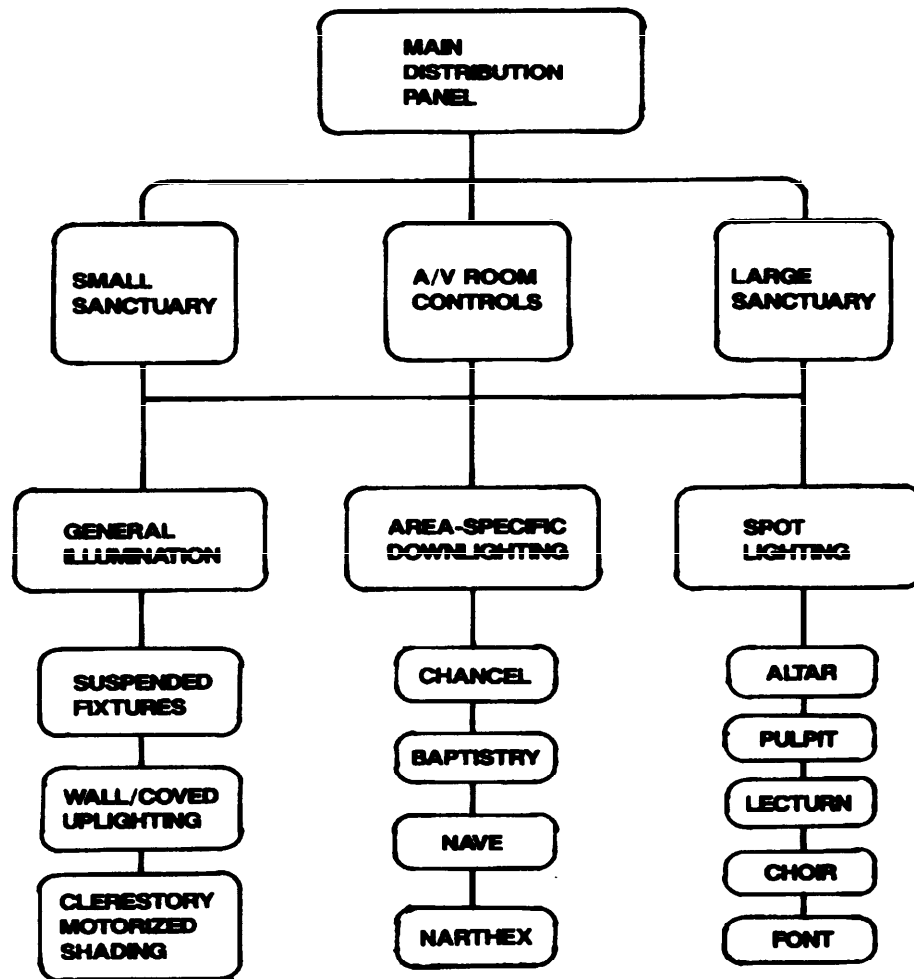 MAIN
DISTRIBUTION
PANEL
SMALL
SANCTUARY
A/V ROOM
CONTROLS
LARGE
SANCTUARY
GENERAL
ILLUMINATION
AREA-SPECIFIC
DOWNLIGHTING
SPOT
LIGHTING
SUSPENDED
FIXTURES
WALL/COVED
UPLIGHTING
CLERESTORY
MOTORIZED
SHADING
CHANCEL
BAPTISTRY
NAVE
NARTHEX
ALTAR
PULPIT
LECTURN
CHOIR
FONT